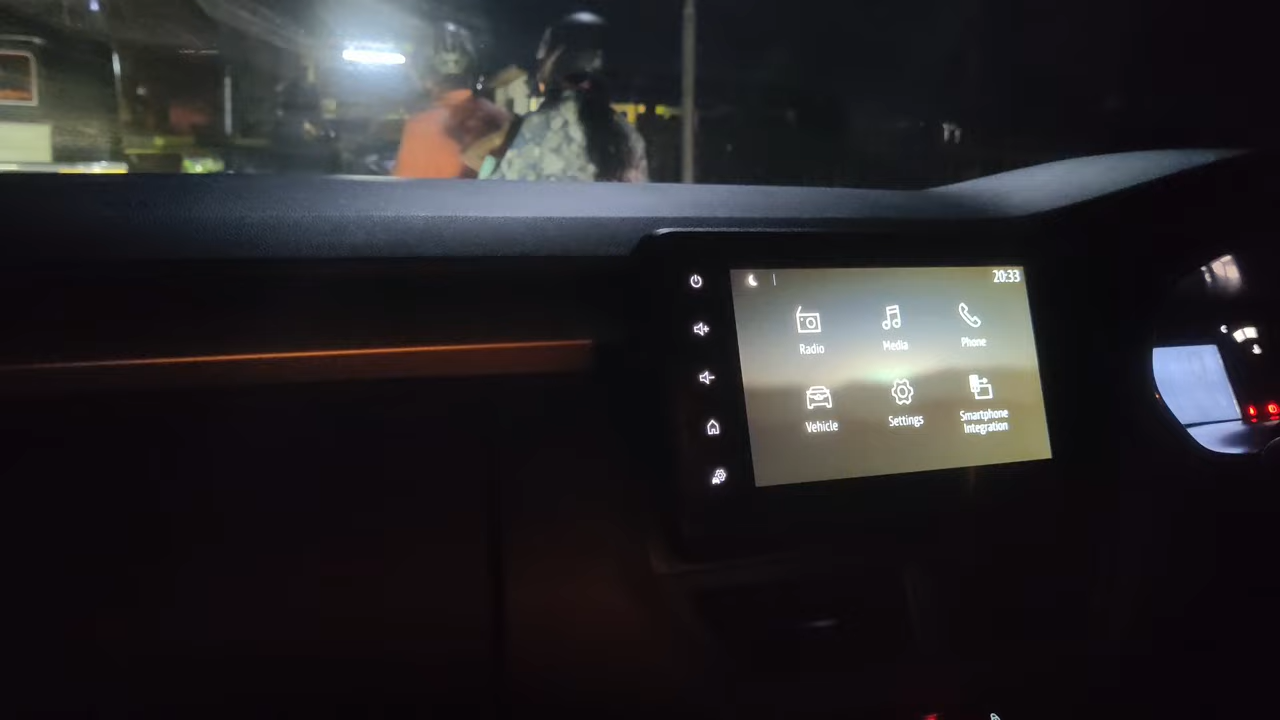 20:33
Radio
Media
Phone
Vehicle
Settings
Smartphone
Integration